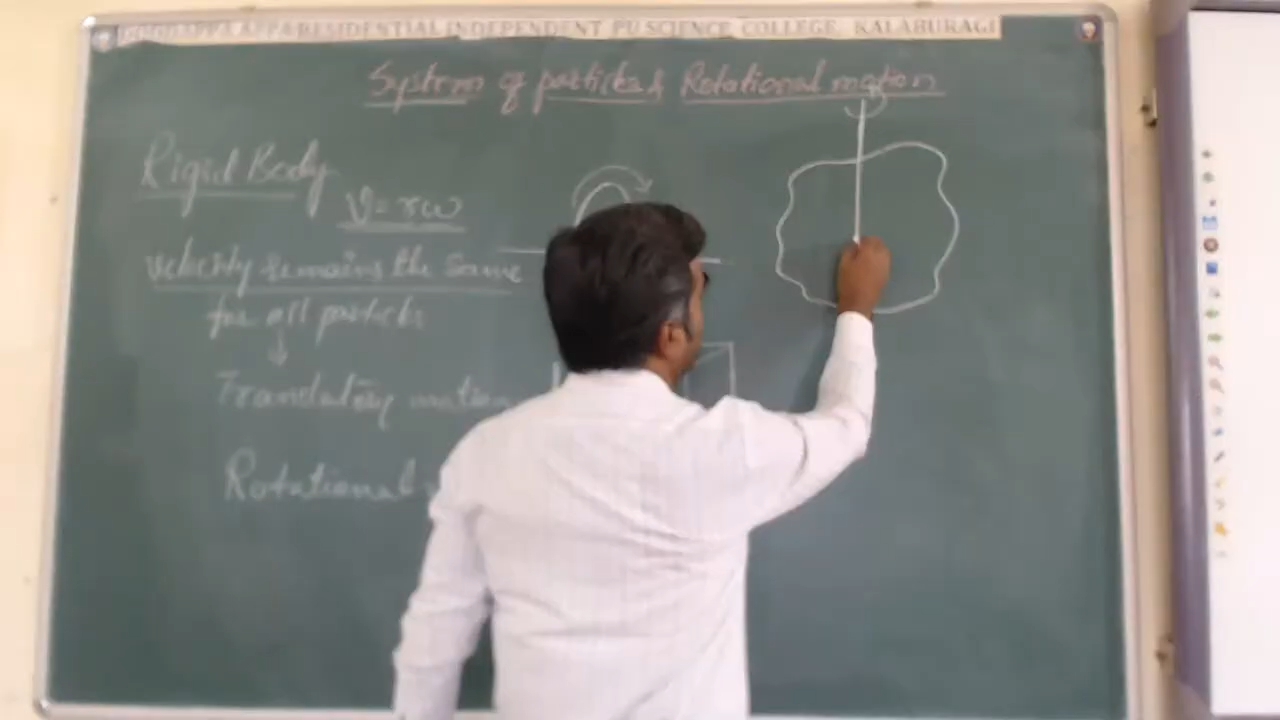 APPA RESIDENTIAL INDEPENDENT PU SCIENCE COLLEGE, KALABURAGI
System of particles & Rotational motion
Rigid Body
V = rω
velocity remains the same
for all particles
Translatory motion
Rotational